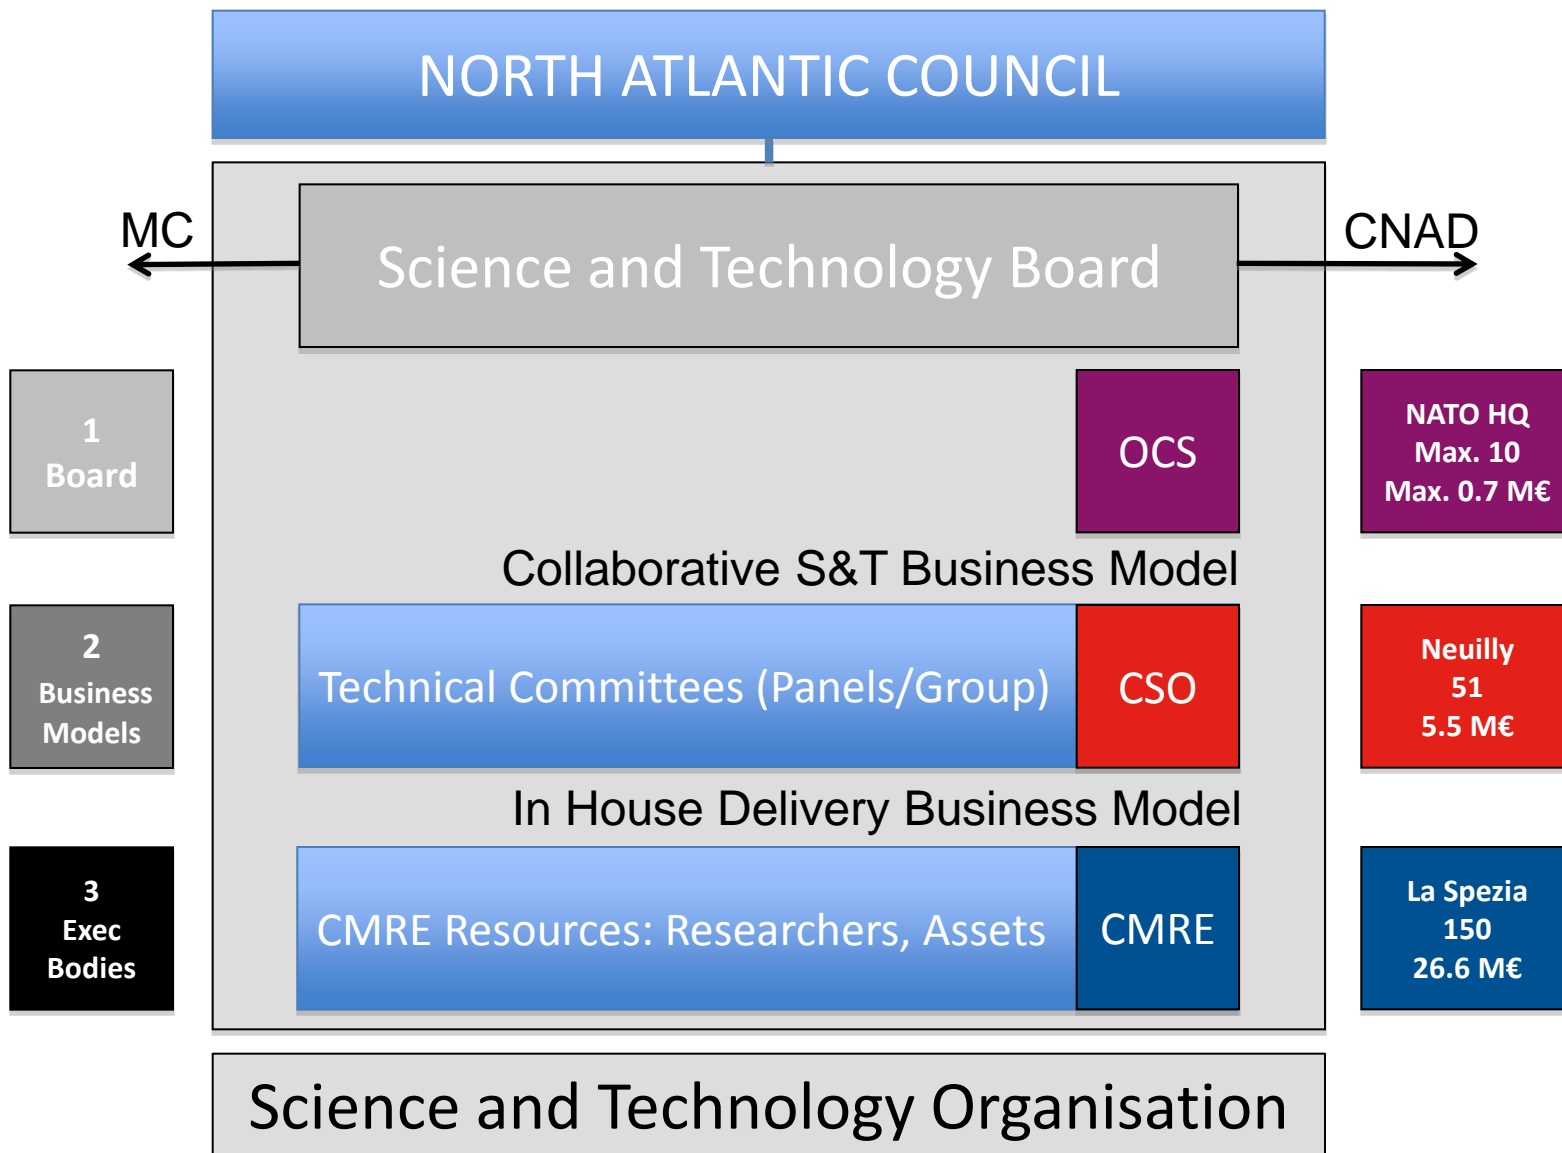 NORTH ATLANTIC COUNCIL
MC
Science and Technology Board
CNAD
1
Board
OCS
NATO HQ
Max. 10
Max. 0.7 M€
Collaborative S&T Business Model
2
Business
Models
Technical Committees (Panels/Group)
CSO
Neuilly
51
5.5 M€
In House Delivery Business Model
3
Exec
Bodies
CMRE Resources: Researchers, Assets
CMRE
La Spezia
150
26.6 M€
Science and Technology Organisation